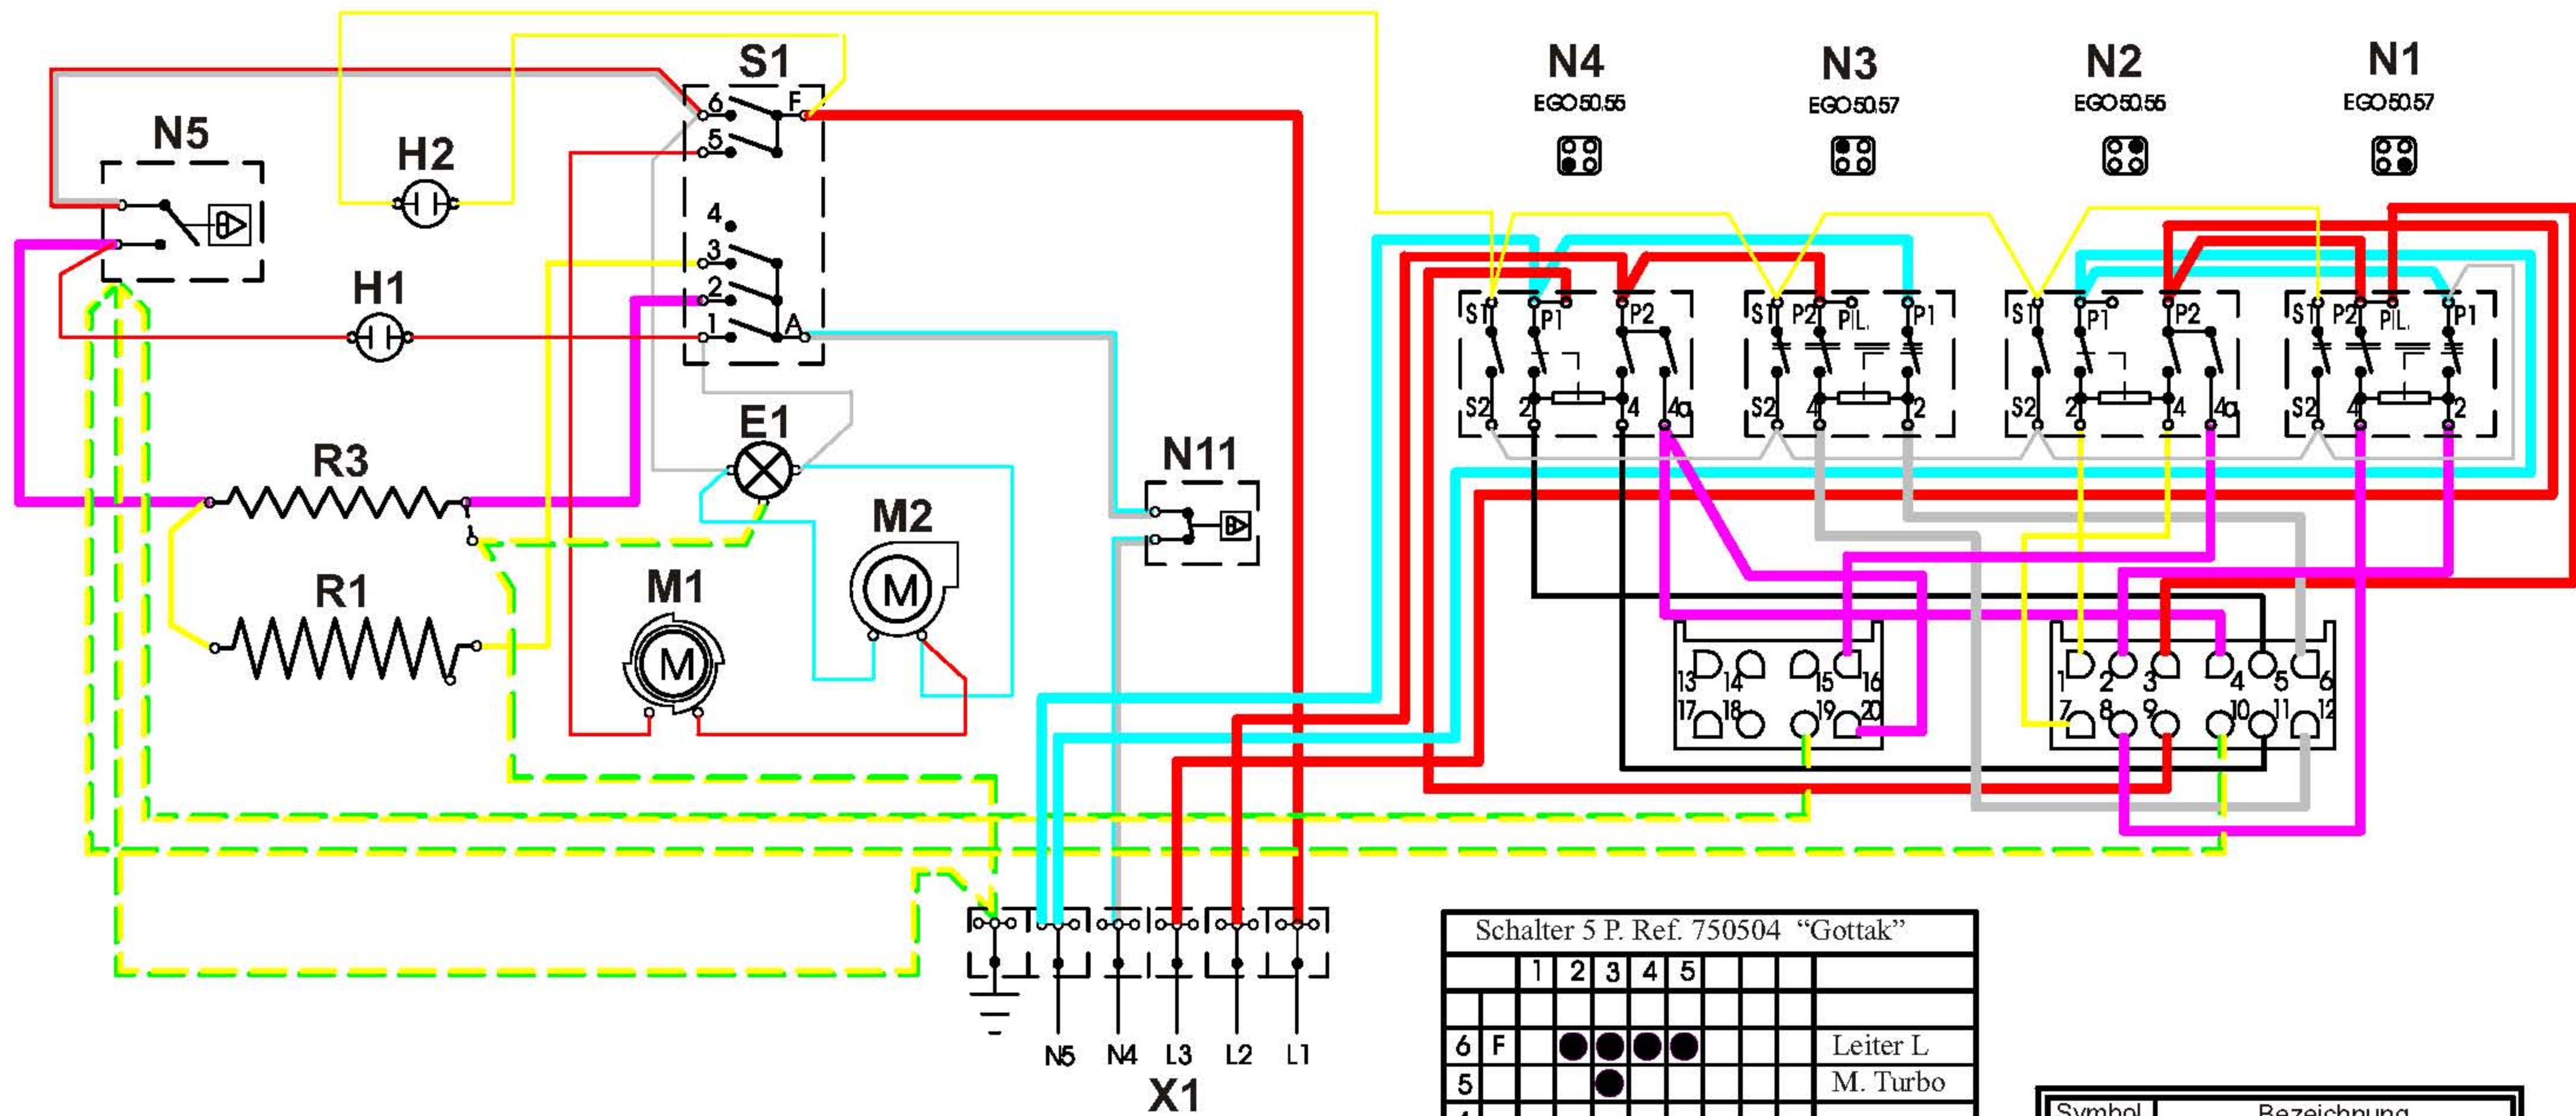 S1
N4
N3
N2
N1
EGO 50.55
EGO 50.57
EGO 50.55
EGO 50.57
N5
H2
6
F
5
4
3
2
1
A
H1
S1
P1
P2
S1
P2
PIL.
P1
S1
P1
P2
S1
P2
PIL.
P1
S2
2
4
4a
S2
4
2
S2
2
4
4a
S2
4
2
E1
R3
N11
M2
M
R1
M1
M
13
14
15
16
17
18
19
20
1
2
3
4
5
6
7
8
9
10
11
12
N5
N4
L3
L2
L1
X1
Schalter 5 P. Ref. 750504 “Gottak”
1 2 3 4 5
6 F Leiter L
5 M. Turbo
Symbol Bezeichnung